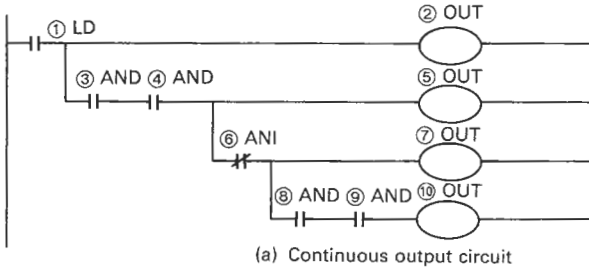 ① LD
② OUT
③ AND ④ AND
⑤ OUT
⑥ ANI
⑦ OUT
⑧ AND ⑨ AND ⑩ OUT
(a) Continuous output circuit